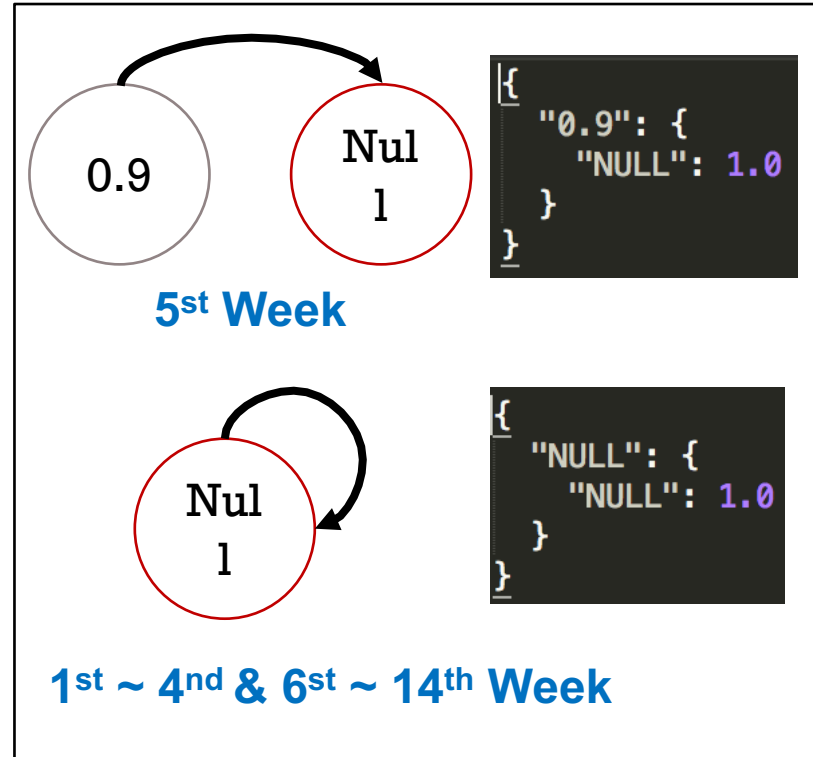 0.9
Nul
l
{
"0.9": {
"NULL": 1.0
}
}
5st Week
Nul
l
{
"NULL": {
"NULL": 1.0
}
}
1st ~ 4nd & 6st ~ 14th Week